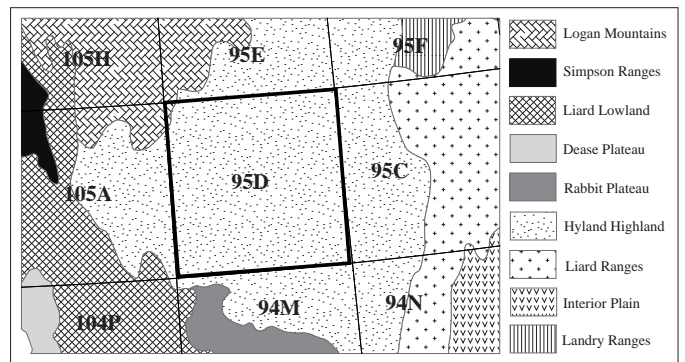 105H
95E
95F
105A
95D
95C
104P
94M
94N
Logan Mountains
Simpson Ranges
Liard Lowland
Dease Plateau
Rabbit Plateau
Hyland Highland
Liard Ranges
Interior Plain
Landry Ranges